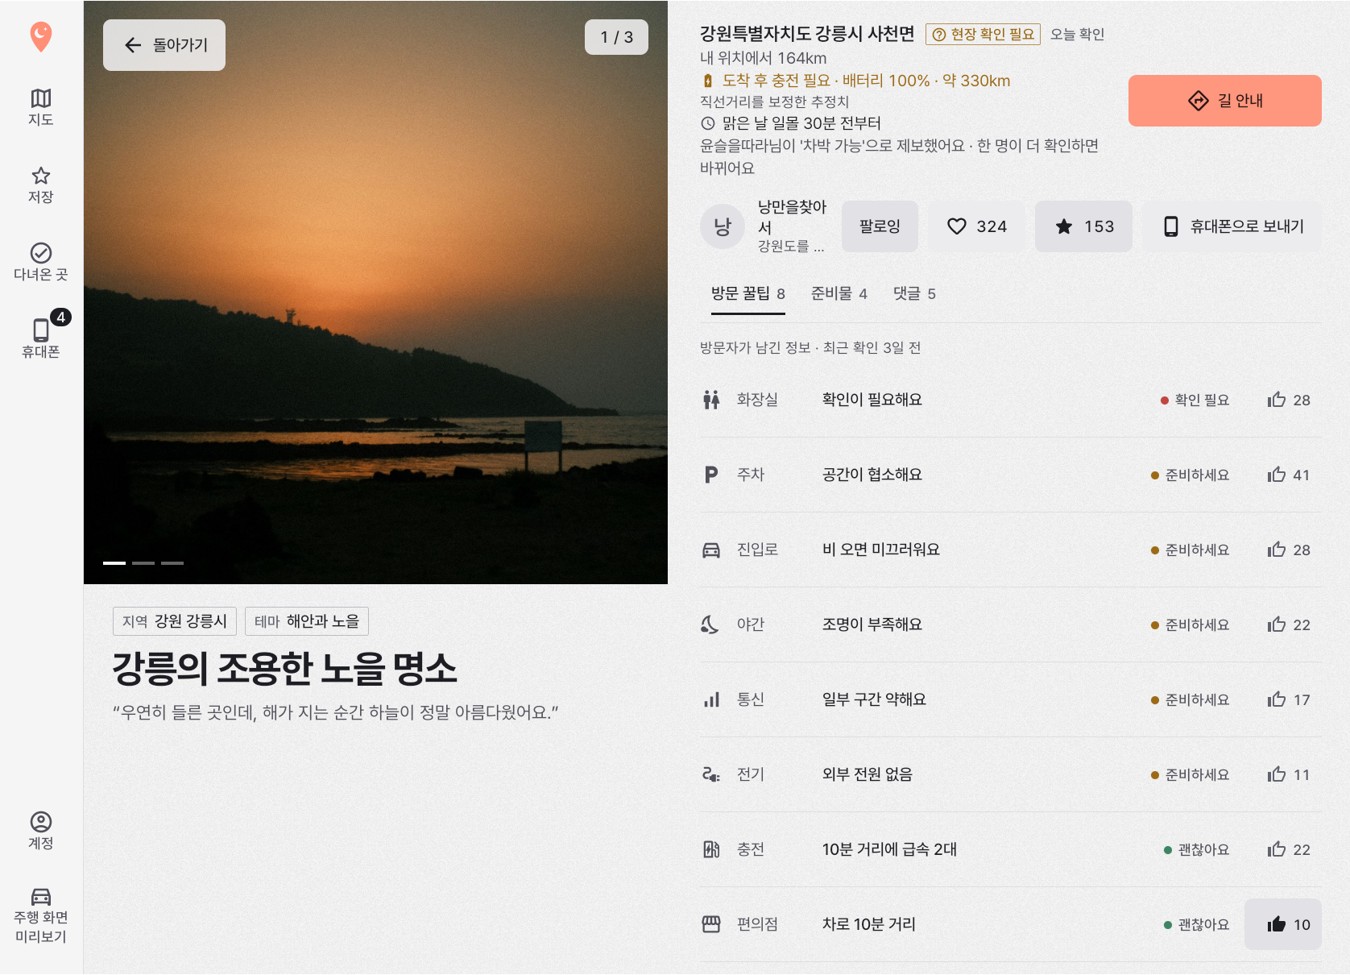 지도
저장
다녀온 곳
4
휴대폰
계정
주행 화면
미리보기
돌아가기
1 / 3
지역 강원 강릉시
테마 해안과 노을
강릉의 조용한 노을 명소
“우연히 들른 곳인데, 해가 지는 순간 하늘이 정말 아름다웠어요.”
강원특별자치도 강릉시 사천면 현장 확인 필요 오늘 확인
내 위치에서 164km
도착 후 충전 필요 · 배터리 100% · 약 330km
직선거리를 보정한 추정치
맑은 날 일몰 30분 전부터
윤슬을따라님이 '차박 가능'으로 제보했어요 · 한 명이 더 확인하면
바뀌어요
길 안내
낭
낭만을찾아
서
강원도를 ...
팔로잉
324
153
휴대폰으로 보내기
방문 꿀팁 8
준비물 4
댓글 5
방문자가 남긴 정보 · 최근 확인 3일 전
화장실 확인이 필요해요 확인 필요 28
P 주차 공간이 협소해요 준비하세요 41
진입로 비 오면 미끄러워요 준비하세요 28
야간 조명이 부족해요 준비하세요 22
통신 일부 구간 약해요 준비하세요 17
전기 외부 전원 없음 준비하세요 11
충전 10분 거리에 급속 2대 괜찮아요 22
편의점 차로 10분 거리 괜찮아요 10